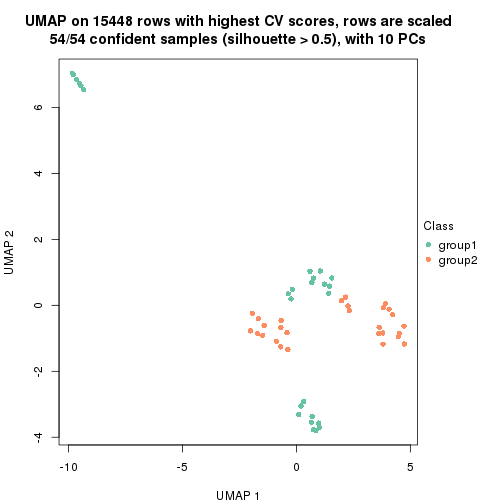 UMAP on 15448 rows with highest CV scores, rows are scaled
54/54 confident samples (silhouette > 0.5), with 10 PCs
6
4
2
0
-2
-4
UMAP 2
-10
-5
0
5
UMAP 1
Class
group1
group2